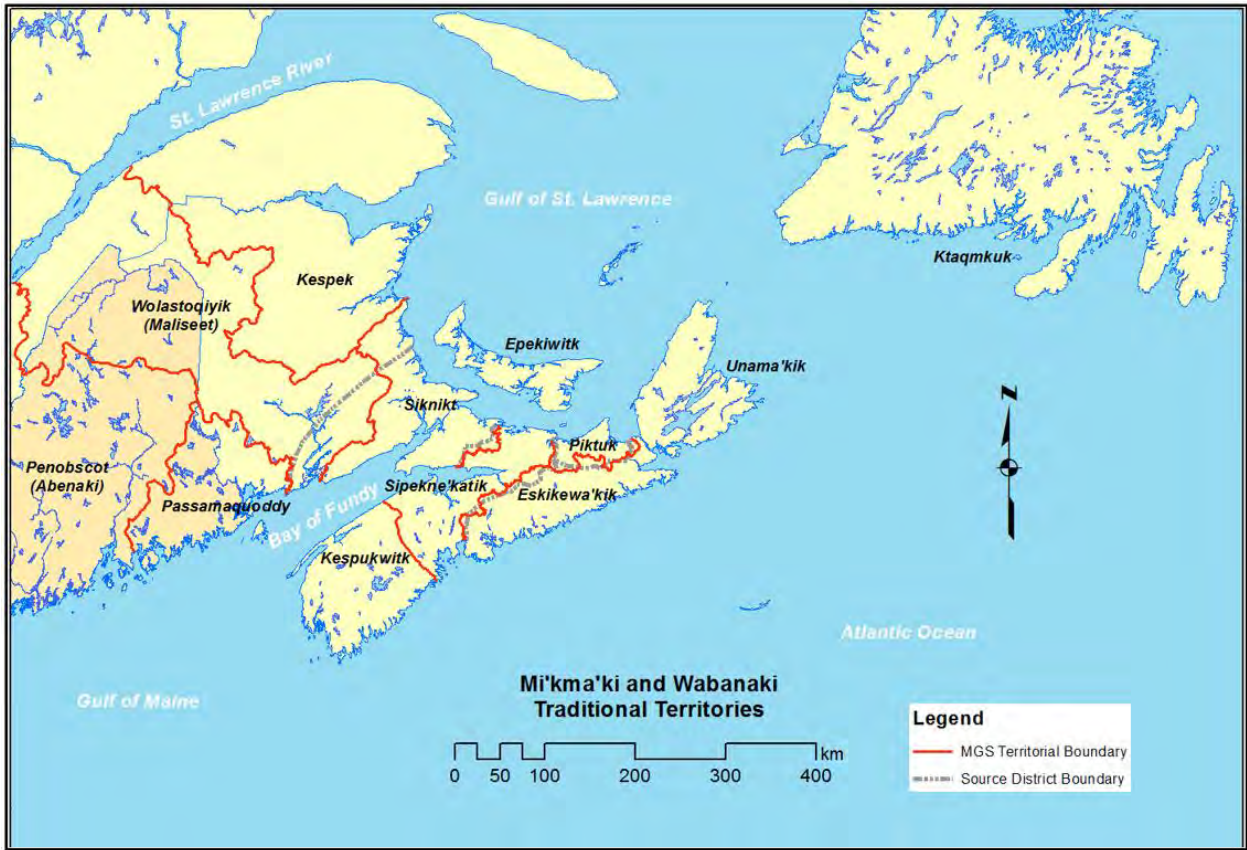 St. Lawrence River
Gulf of St. Lawrence
Ktaqmkuk
Kespek
Wolastoqiyik
(Maliseet)
Epekiwitk
Unama'kik
Siknikt
Piktuk
Penobscot
(Abenaki)
Sipekne'katik
Eskikewa'kik
Passamaquoddy
Bay of Fundy
Kespukwitk
Atlantic Ocean
Gulf of Maine
Mi'kma'ki and Wabanaki
Traditional Territories
km
0 50 100 200 300 400
Legend
MGS Territorial Boundary
Source District Boundary
N